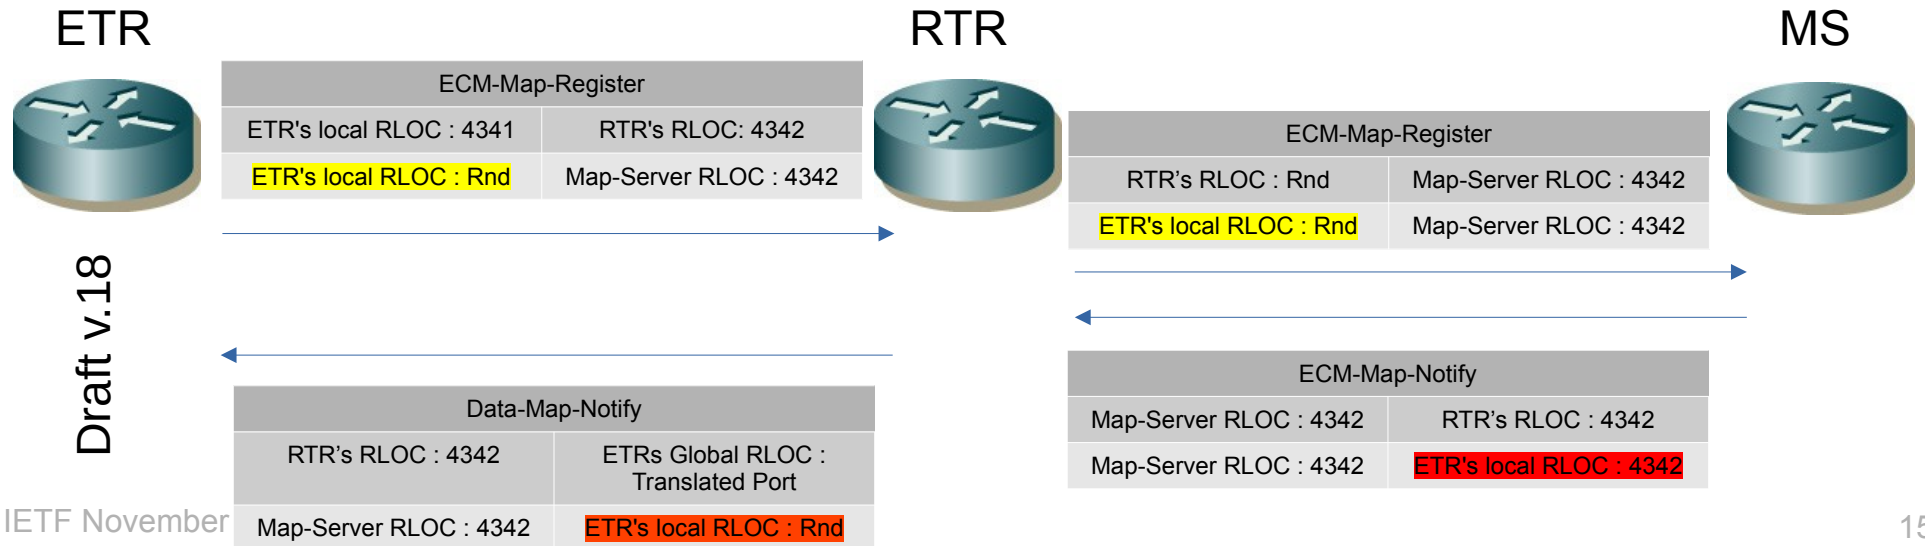 ETR
RTR
MS
ECM-Map-Register
ETR's local RLOC : 4341
RTR's RLOC: 4342
ETR's local RLOC : Rnd
Map-Server RLOC : 4342
ECM-Map-Register
RTR's RLOC : Rnd
Map-Server RLOC : 4342
ETR's local RLOC : Rnd
Map-Server RLOC : 4342
Draft v.18
Data-Map-Notify
RTR's RLOC : 4342
ETRs Global RLOC :
Translated Port
Map-Server RLOC : 4342
ETR's local RLOC : Rnd
ECM-Map-Notify
Map-Server RLOC : 4342
RTR's RLOC : 4342
Map-Server RLOC : 4342
ETR's local RLOC : 4342
IETF November
15